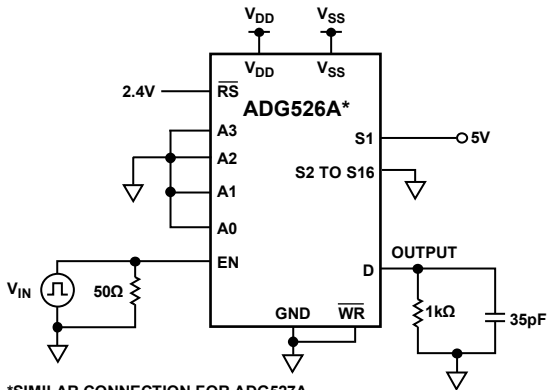 VDD VSS
VDD VSS
2.4V RS
ADG526A*
A3
S1 5V
A2
S2 TO S16
A1
A0
OUTPUT
EN
D
VIN
50Ω
GND WR
1kΩ
35pF
*SIMILAR CONNECTION FOR ADG527A